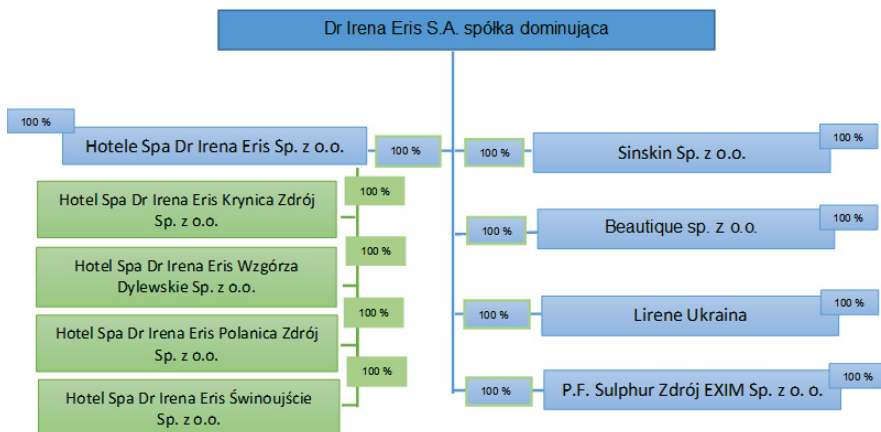 Dr Irena Eris S.A. spółka dominująca
100 %
Hotele Spa Dr Irena Eris Sp. z o.o.
100 %
100 %
Sinskin Sp. z o.o.
100 %
100 %
Hotel Spa Dr Irena Eris Krynica Zdrój
Sp. z o.o.
100 %
Beautique sp. z o.o.
100 %
100 %
Hotel Spa Dr Irena Eris Wzgórza
Dylewskie Sp. z o.o.
100 %
Lirene Ukraina
100 %
100 %
Hotel Spa Dr Irena Eris Polanica Zdrój
Sp. z o.o.
100 %
P.F. Sulphur Zdrój EXIM Sp. z o. o.
100 %
100 %
Hotel Spa Dr Irena Eris Świnoujście
Sp. z o.o.